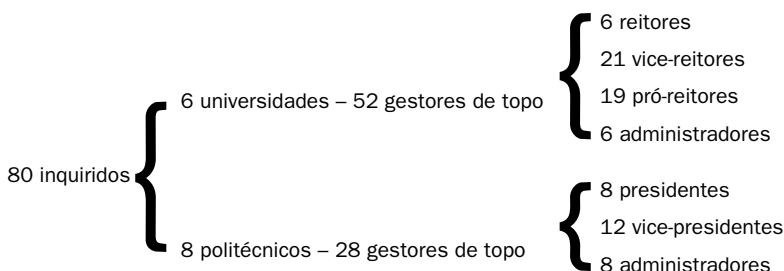 80 inquiridos
6 universidades – 52 gestores de topo
6 reitores
21 vice-reitores
19 pró-reitores
6 administradores
8 politécnicos – 28 gestores de topo
8 presidentes
12 vice-presidentes
8 administradores